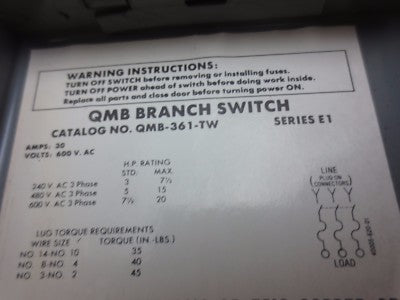 WARNING INSTRUCTIONS:
TURN OFF SWITCH before removing or installing fuses.
TURN OFF POWER ahead of switch before doing work inside.
Replace all parts and close door before turning power ON.
QMB BRANCH SWITCH
CATALOG NO. QMB-361-TW SERIES E1
AMPS: 30
VOLTS: 600 V. AC
H.P. RATING
STD. MAX.
240 V. AC 3 Phase 3 7½
480 V. AC 3 Phase 5 15
600 V. AC 3 Phase 7½ 20
LINE
PLUG-ON
CONNECTORS
LOAD
LUG TORQUE REQUIREMENTS
WIRE SIZE TORQUE (IN.-LBS.)
NO. 14-NO. 10 35
NO. 8-NO. 4 40
NO. 3-NO. 2 45